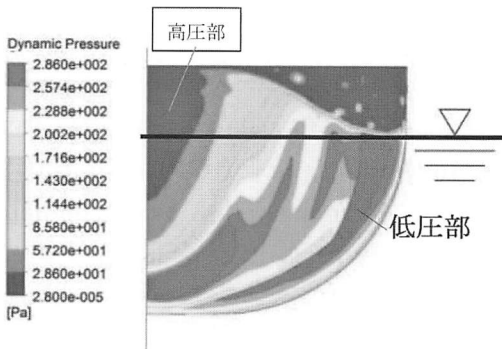 高圧部
Dynamic Pressure
2.860e+002
2.574e+002
2.288e+002
2.002e+002
1.716e+002
1.430e+002
1.144e+002
8.580e+001
5.720e+001
2.860e+001
2.800e-005
[Pa]
低圧部